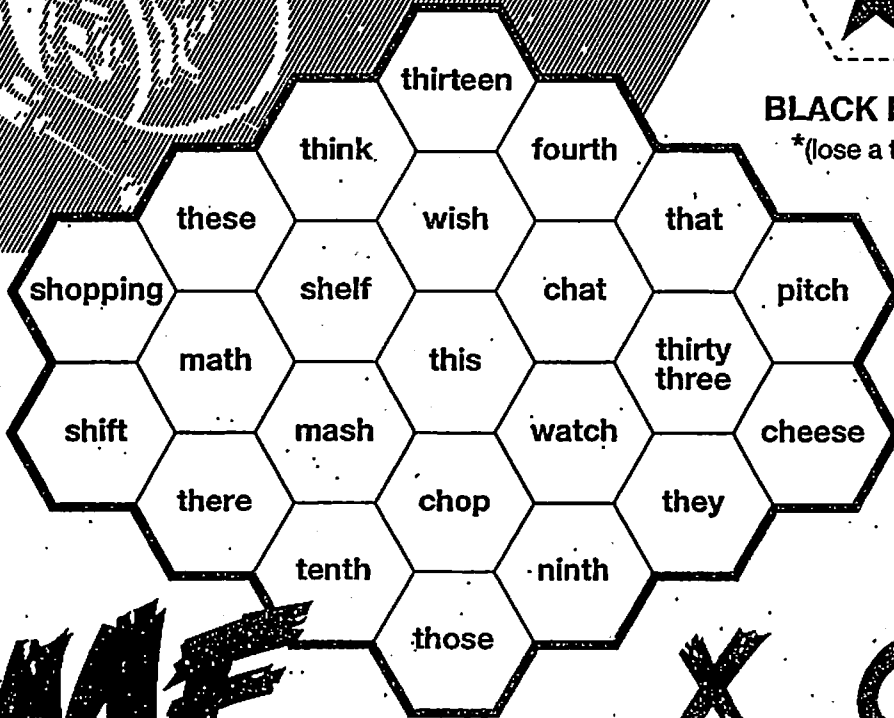 thirteen
BLACK
*(lose a
think
fourth
these
wish
that
shopping
shelf
chat
pitch
math
this
thirty
three
shift
mash
watch
cheese
there
chop
they
tenth
ninth
those
X